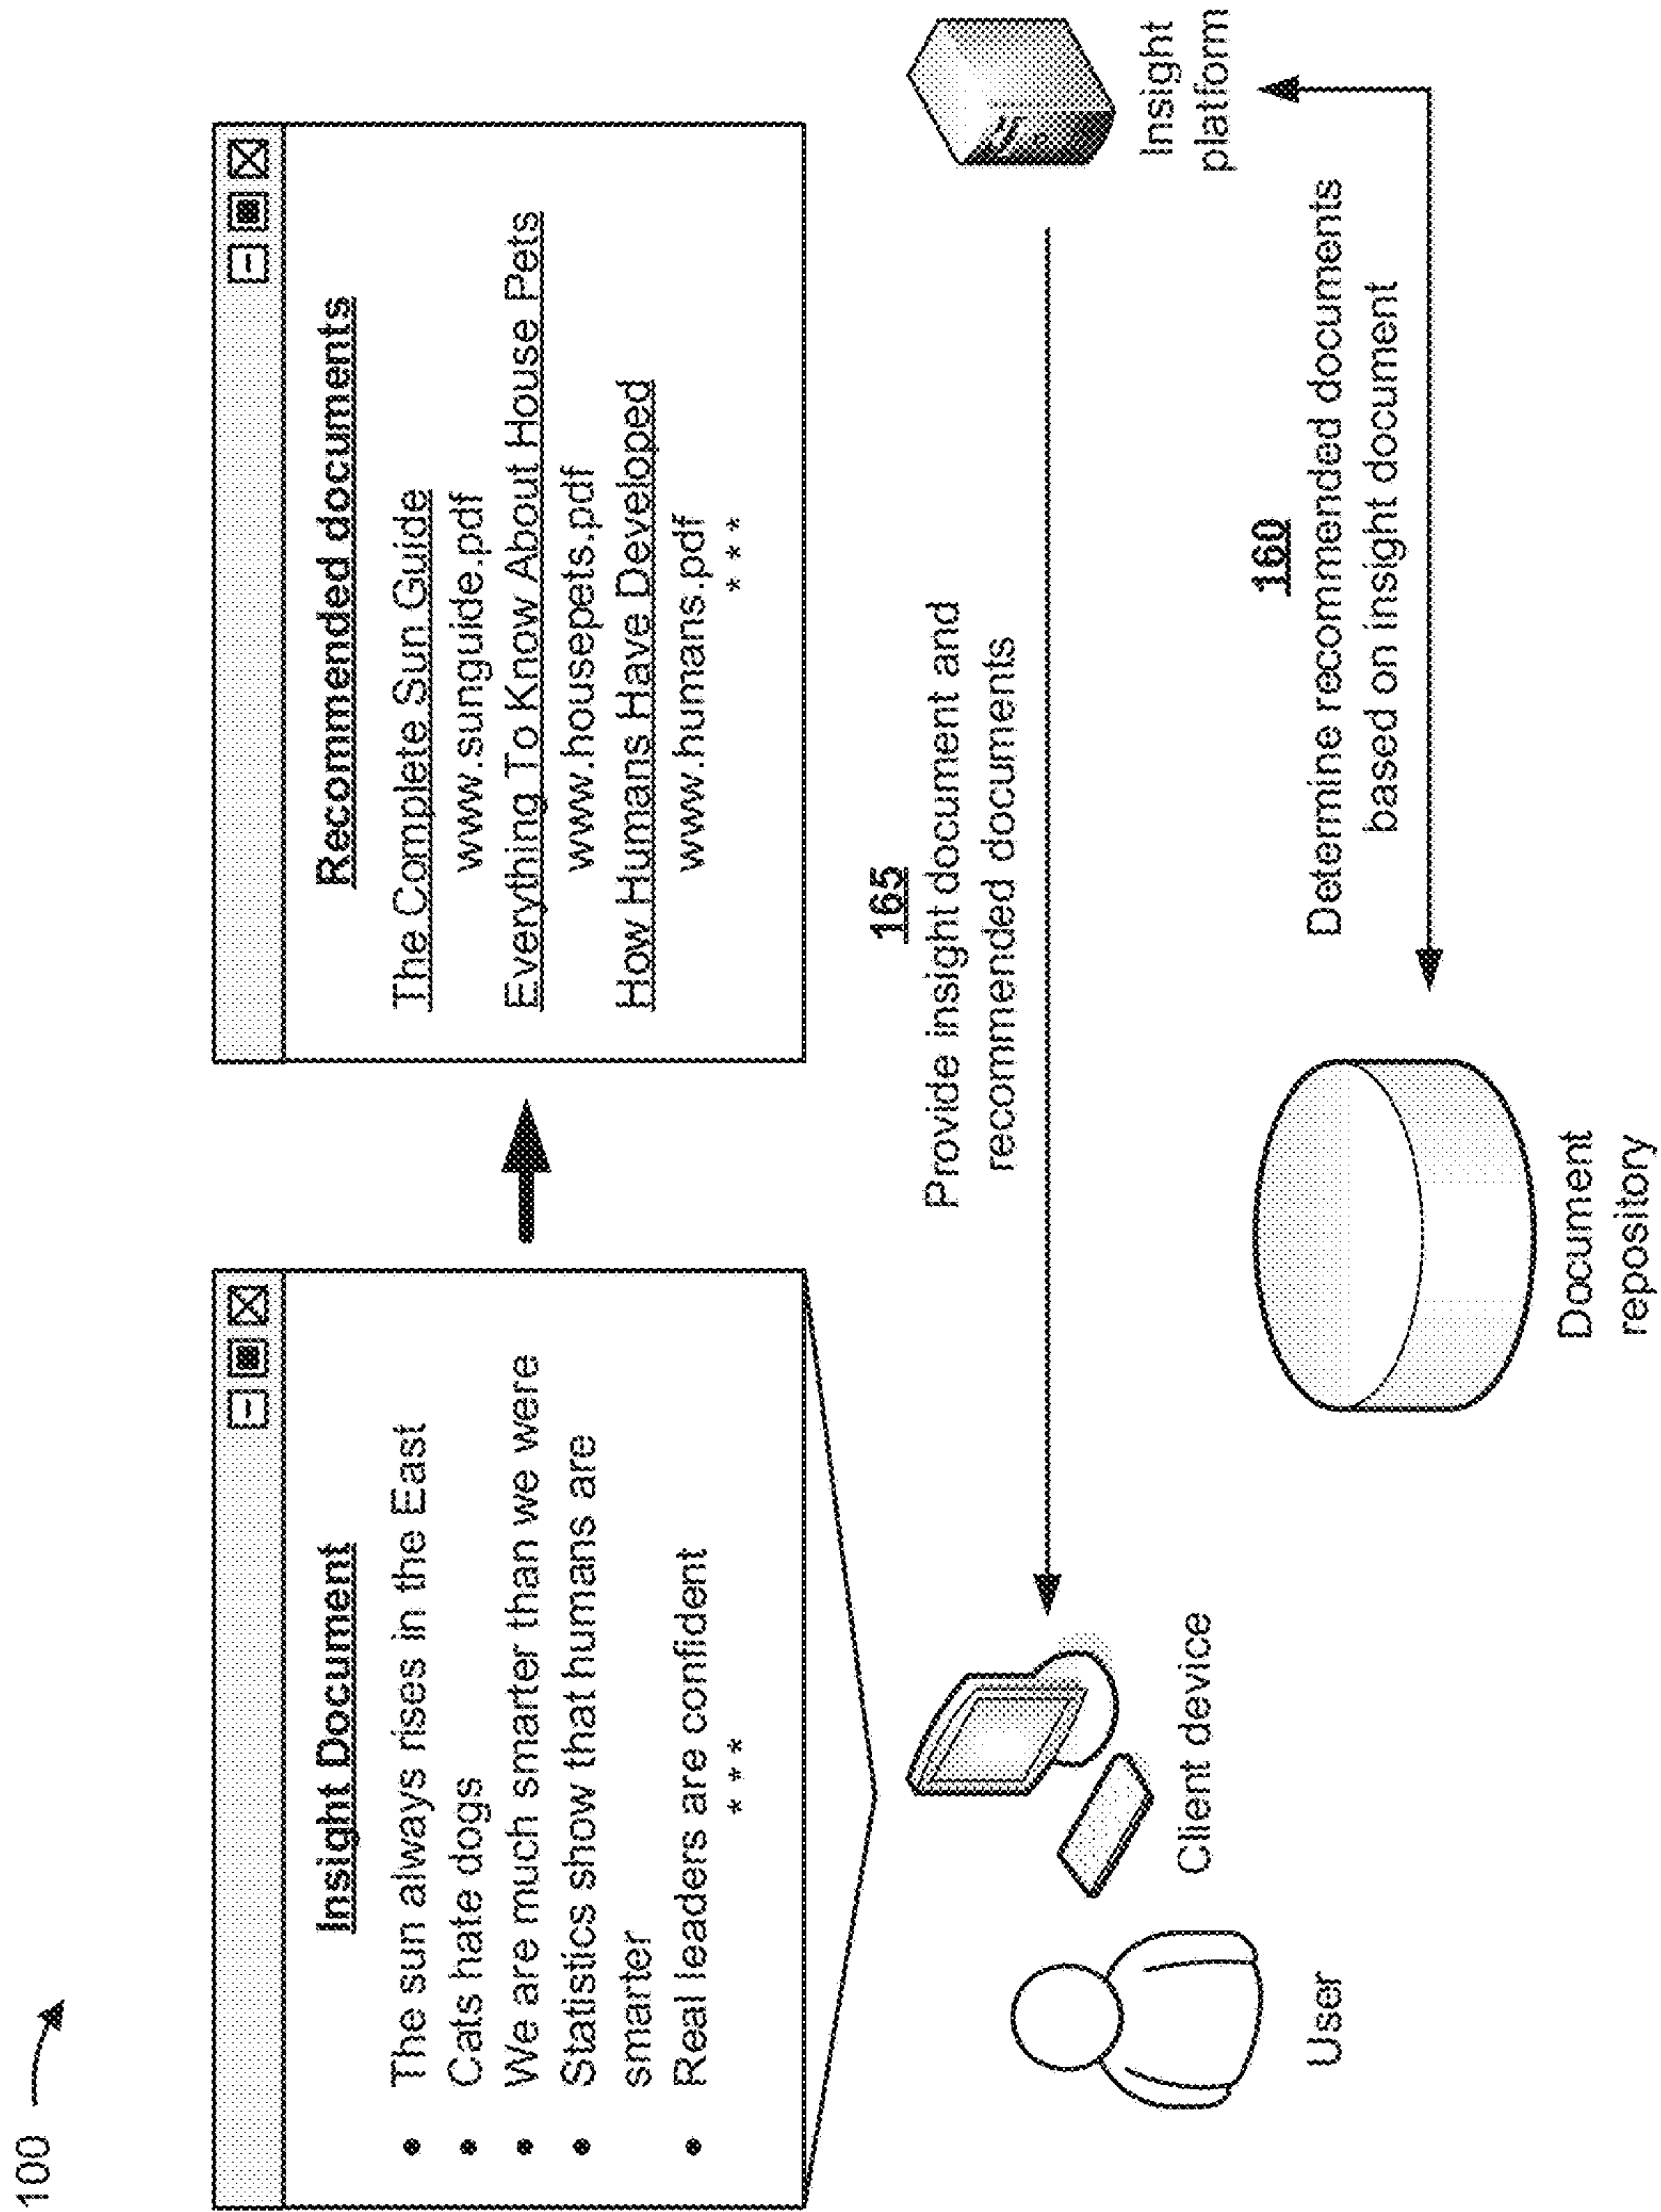 100
Insight Document
• The sun always rises in the East
• Cats hate dogs
• We are much smarter than we were
• Statistics show that humans are
smarter
• Real leaders are confident
* * *
Recommended documents
The Complete Sun Guide
www.sunguide.pdf
Everything To Know About House Pets
www.housepets.pdf
How Humans Have Developed
www.humans.pdf
* * *
165
Provide insight document and
recommended documents
User
Client device
Insight
platform
160
Determine recommended documents
based on insight document
Document
repository